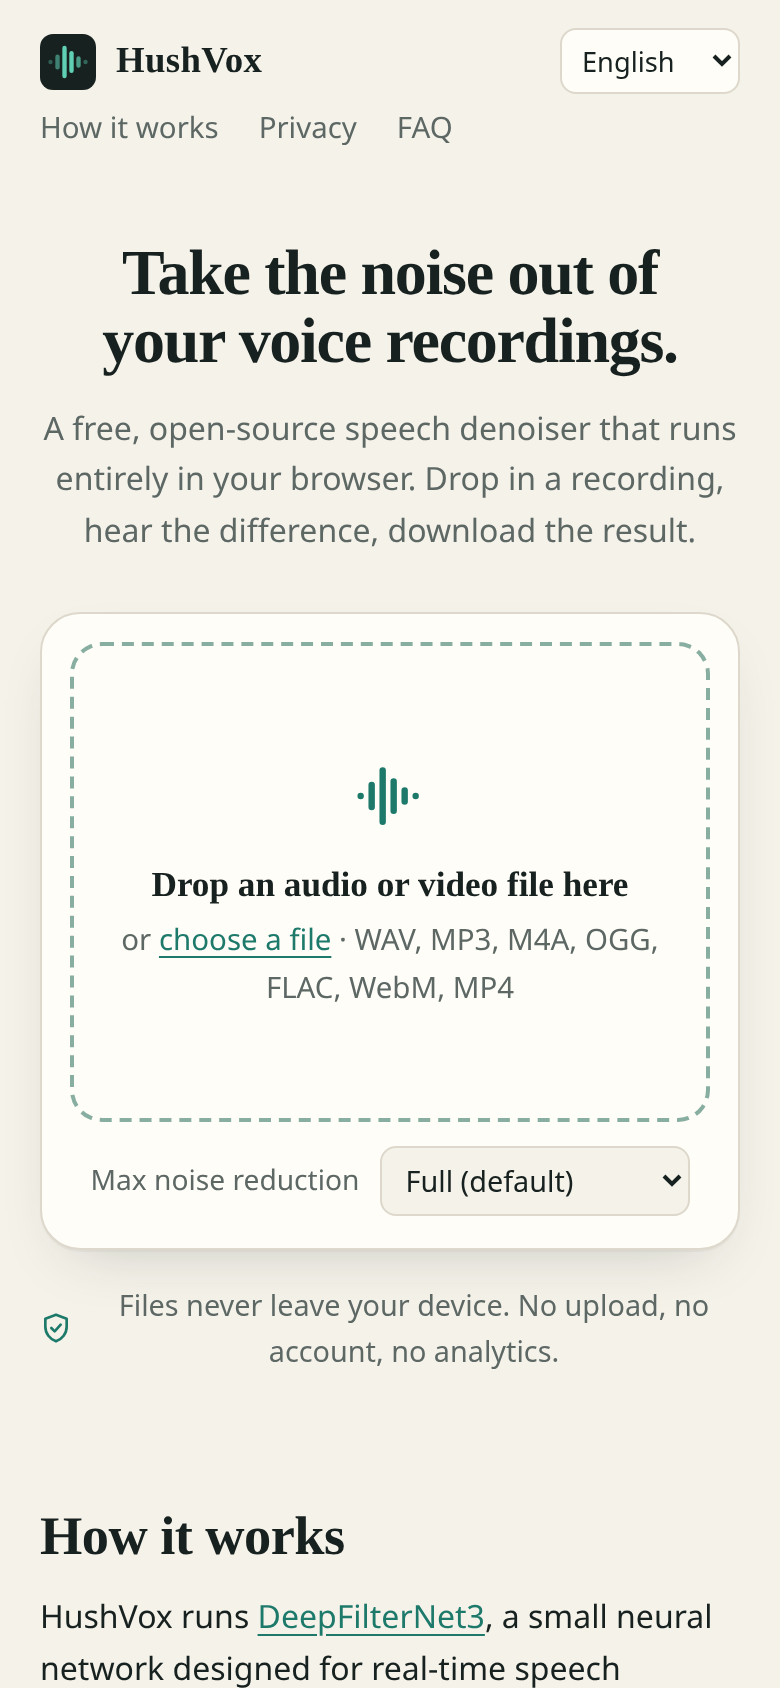 HushVox
English
How it works Privacy FAQ
Take the noise out of
your voice recordings.
A free, open-source speech denoiser that runs
entirely in your browser. Drop in a recording,
hear the difference, download the result.
Drop an audio or video file here
or choose a file · WAV, MP3, M4A, OGG,
FLAC, WebM, MP4
Max noise reduction Full (default)
Files never leave your device. No upload, no
account, no analytics.
How it works
HushVox runs DeepFilterNet3, a small neural
network designed for real-time speech